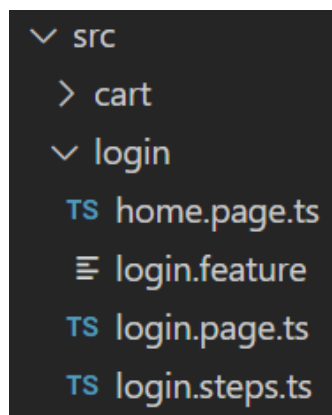 src
cart
login
TS home.page.ts
login.feature
TS login.page.ts
TS login.steps.ts